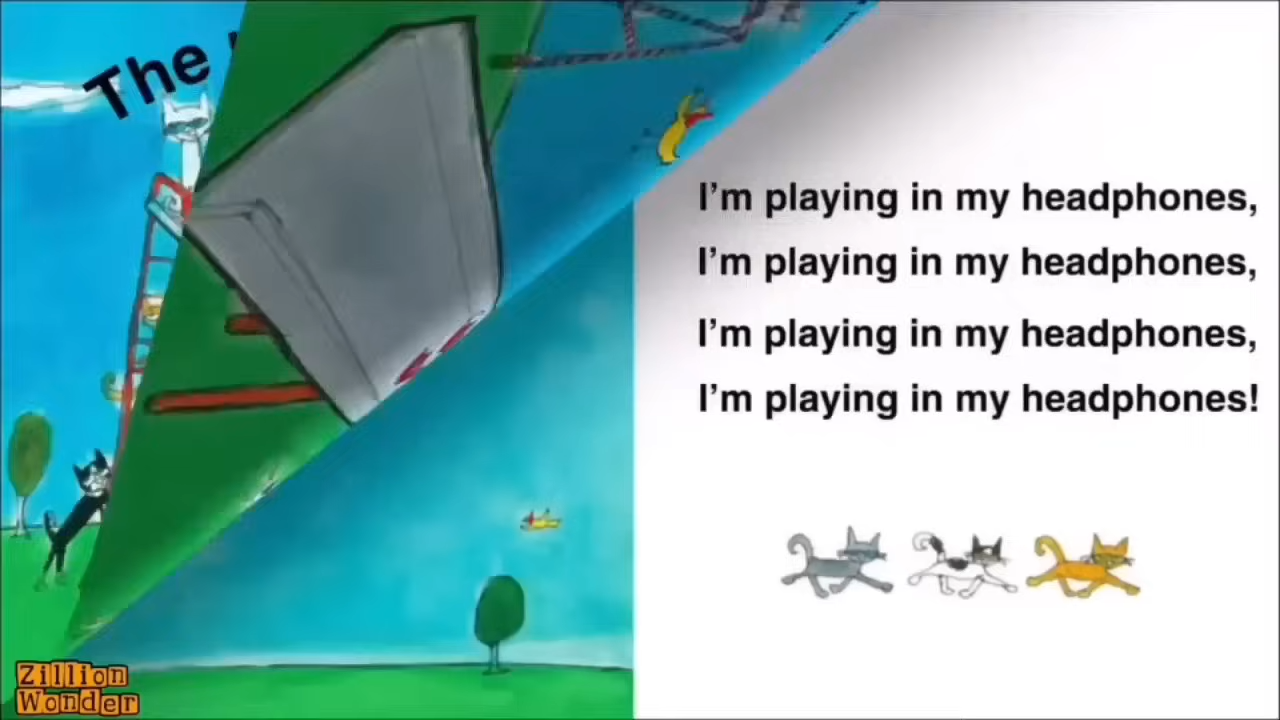 The
I'm playing in my headphones,
I'm playing in my headphones,
I'm playing in my headphones,
I'm playing in my headphones!
Zillion
Wonder